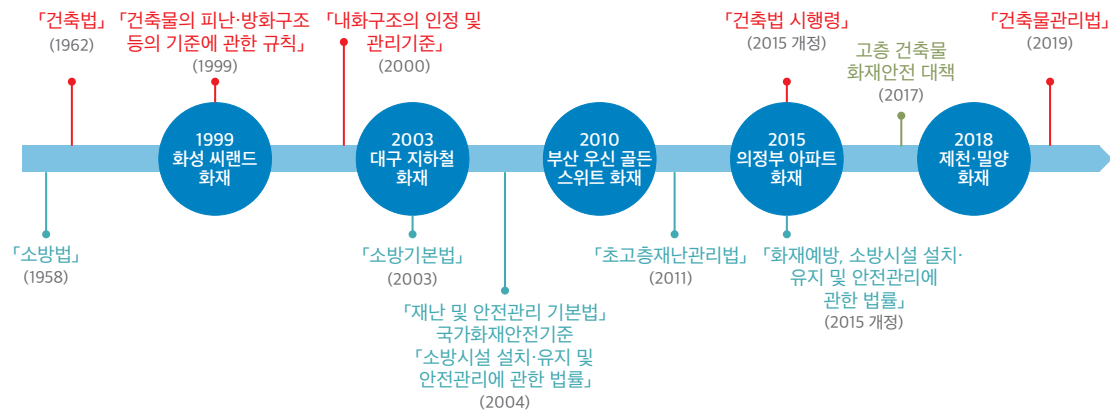 「건축법」
(1962)
「건축물의 피난·방화구조
등의 기준에 관한 규칙」
(1999)
「내화구조의 인정 및
관리기준」
(2000)
「건축법 시행령」
(2015 개정)
고층 건축물
화재안전 대책
(2017)
「건축물관리법」
(2019)
1999
화성 씨랜드
화재
2003
대구 지하철
화재
2010
부산 우신 골든
스위트 화재
2015
의정부 아파트
화재
2018
제천·밀양
화재
「소방법」
(1958)
「소방기본법」
(2003)
「재난 및 안전관리 기본법」
국가화재안전기준
「소방시설 설치·유지 및
안전관리에 관한 법률」
(2004)
「초고층재난관리법」
(2011)
「화재예방, 소방시설 설치·
유지 및 안전관리에
관한 법률」
(2015 개정)